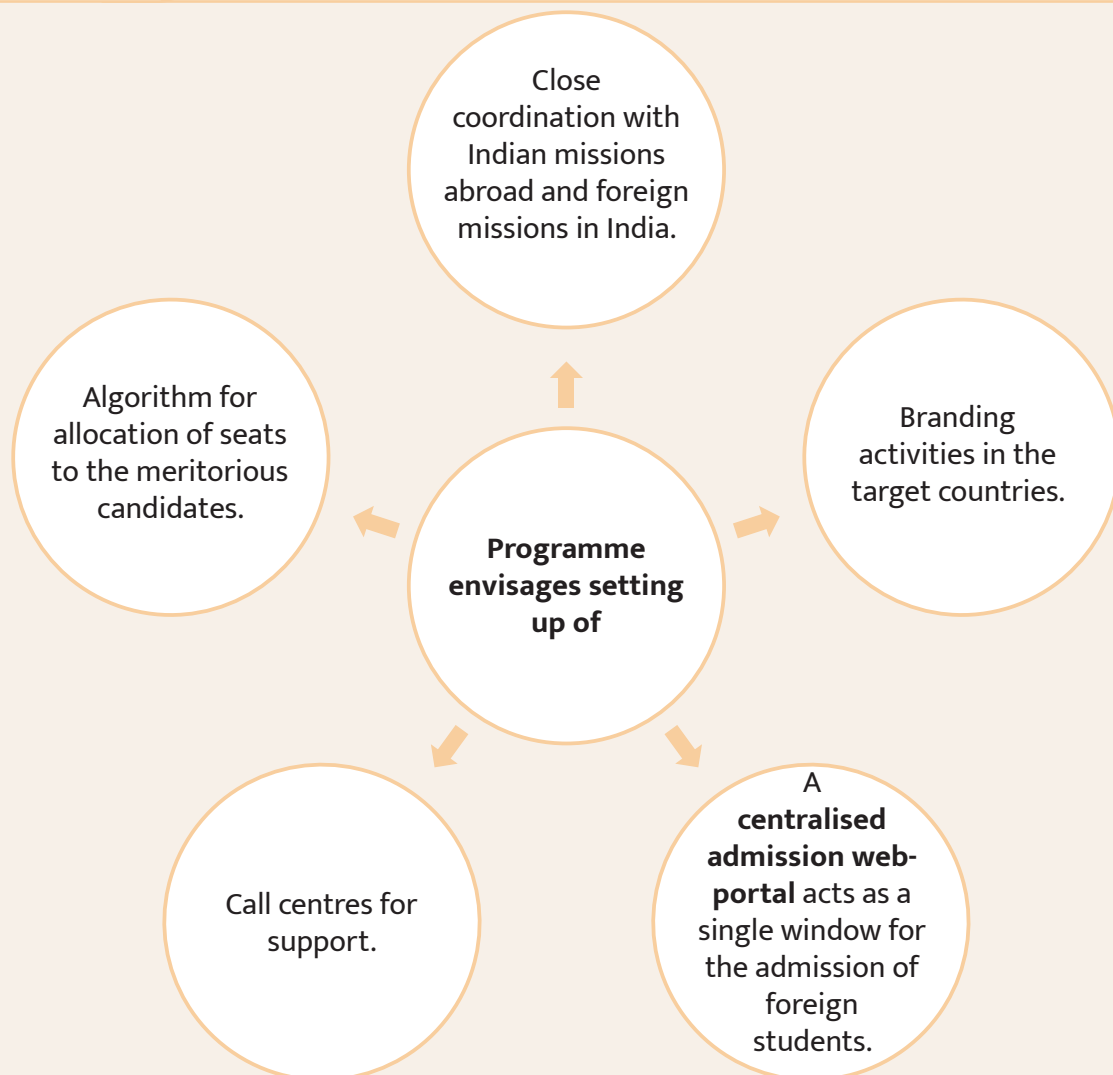 Close
coordination with
Indian missions
abroad and foreign
missions in India.
Algorithm for
allocation of seats
to the meritorious
candidates.
Branding
activities in the
target countries.
Programme
envisages setting
up of
Call centres for
support.
A
centralised
admission web-
portal acts as a
single window for
the admission of
foreign
students.